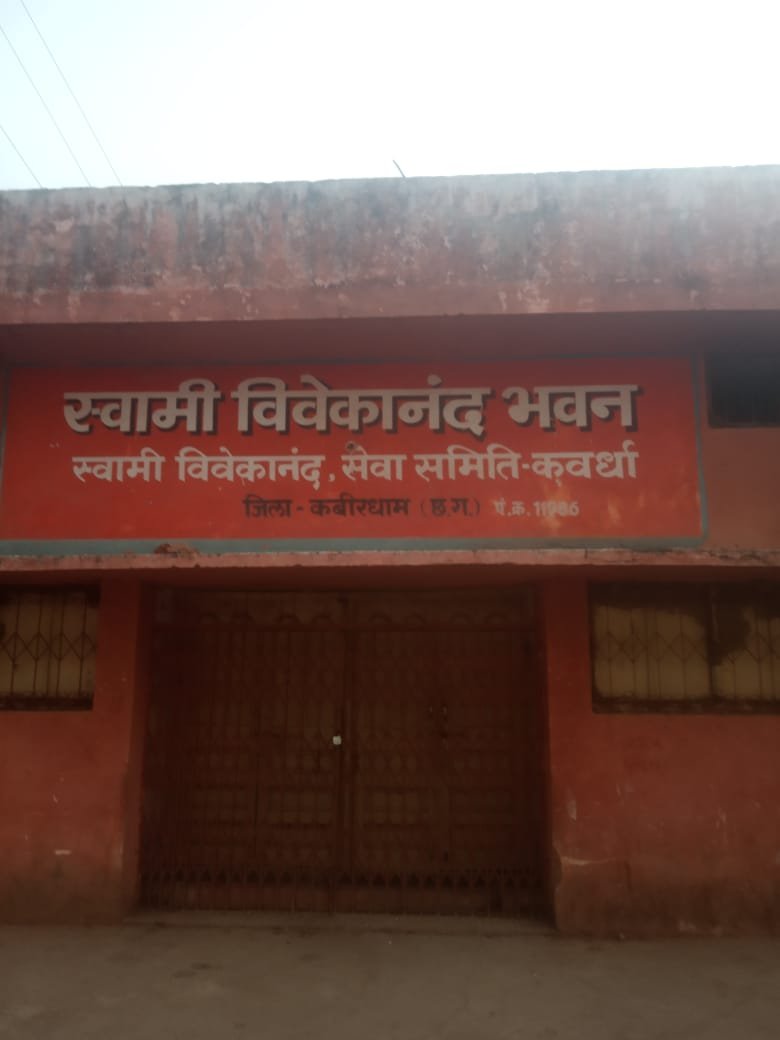 स्वामी विवेकानंद भवन
स्वामी विवेकानंद, सेवा समिति-कवर्धा
जिला - कबीरधाम (छ.ग.) पं.क्र. 11986